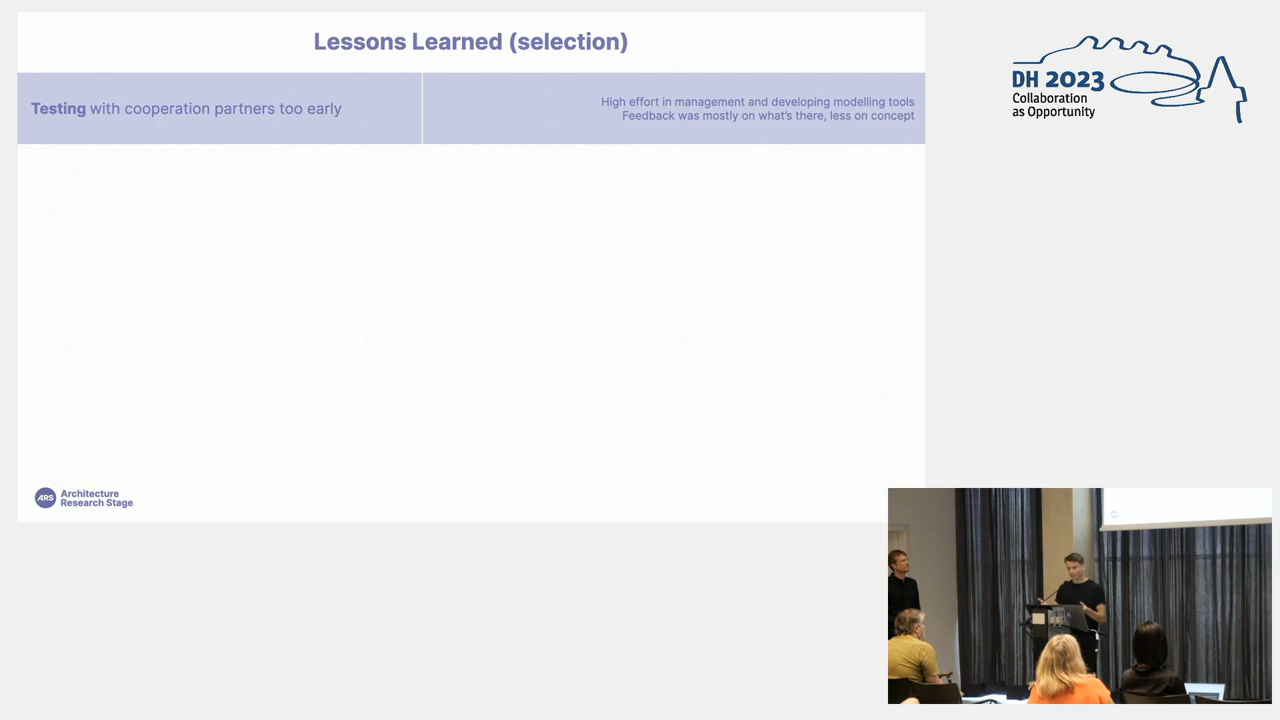 Lessons Learned (selection)
Testing with cooperation partners too early
High effort in management and developing modelling tools
Feedback was mostly on what's there, less on concept
ARS
Architecture
Research Stage
DH 2023
Collaboration
as Opportunity